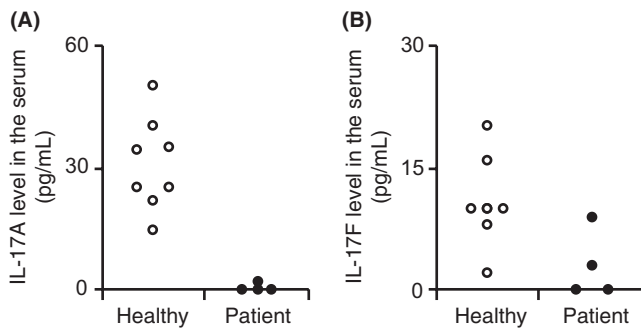 (A)
IL-17A level in the serum
(pg/mL)
60
30
0
Healthy
Patient
(B)
IL-17F level in the serum
(pg/mL)
30
15
0
Healthy
Patient